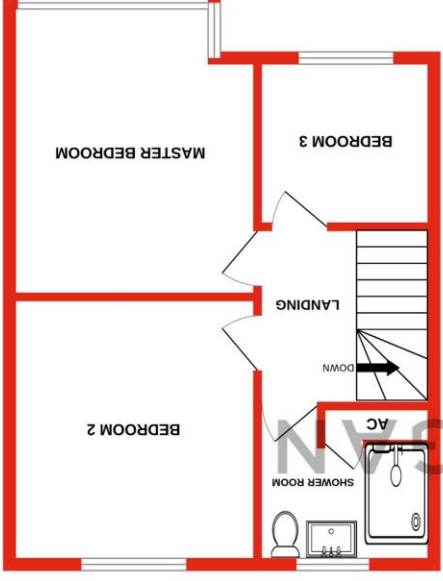 SHOWER ROOM
AC
BEDROOM 2
DOWN
LANDING
MASTER BEDROOM
BEDROOM 3